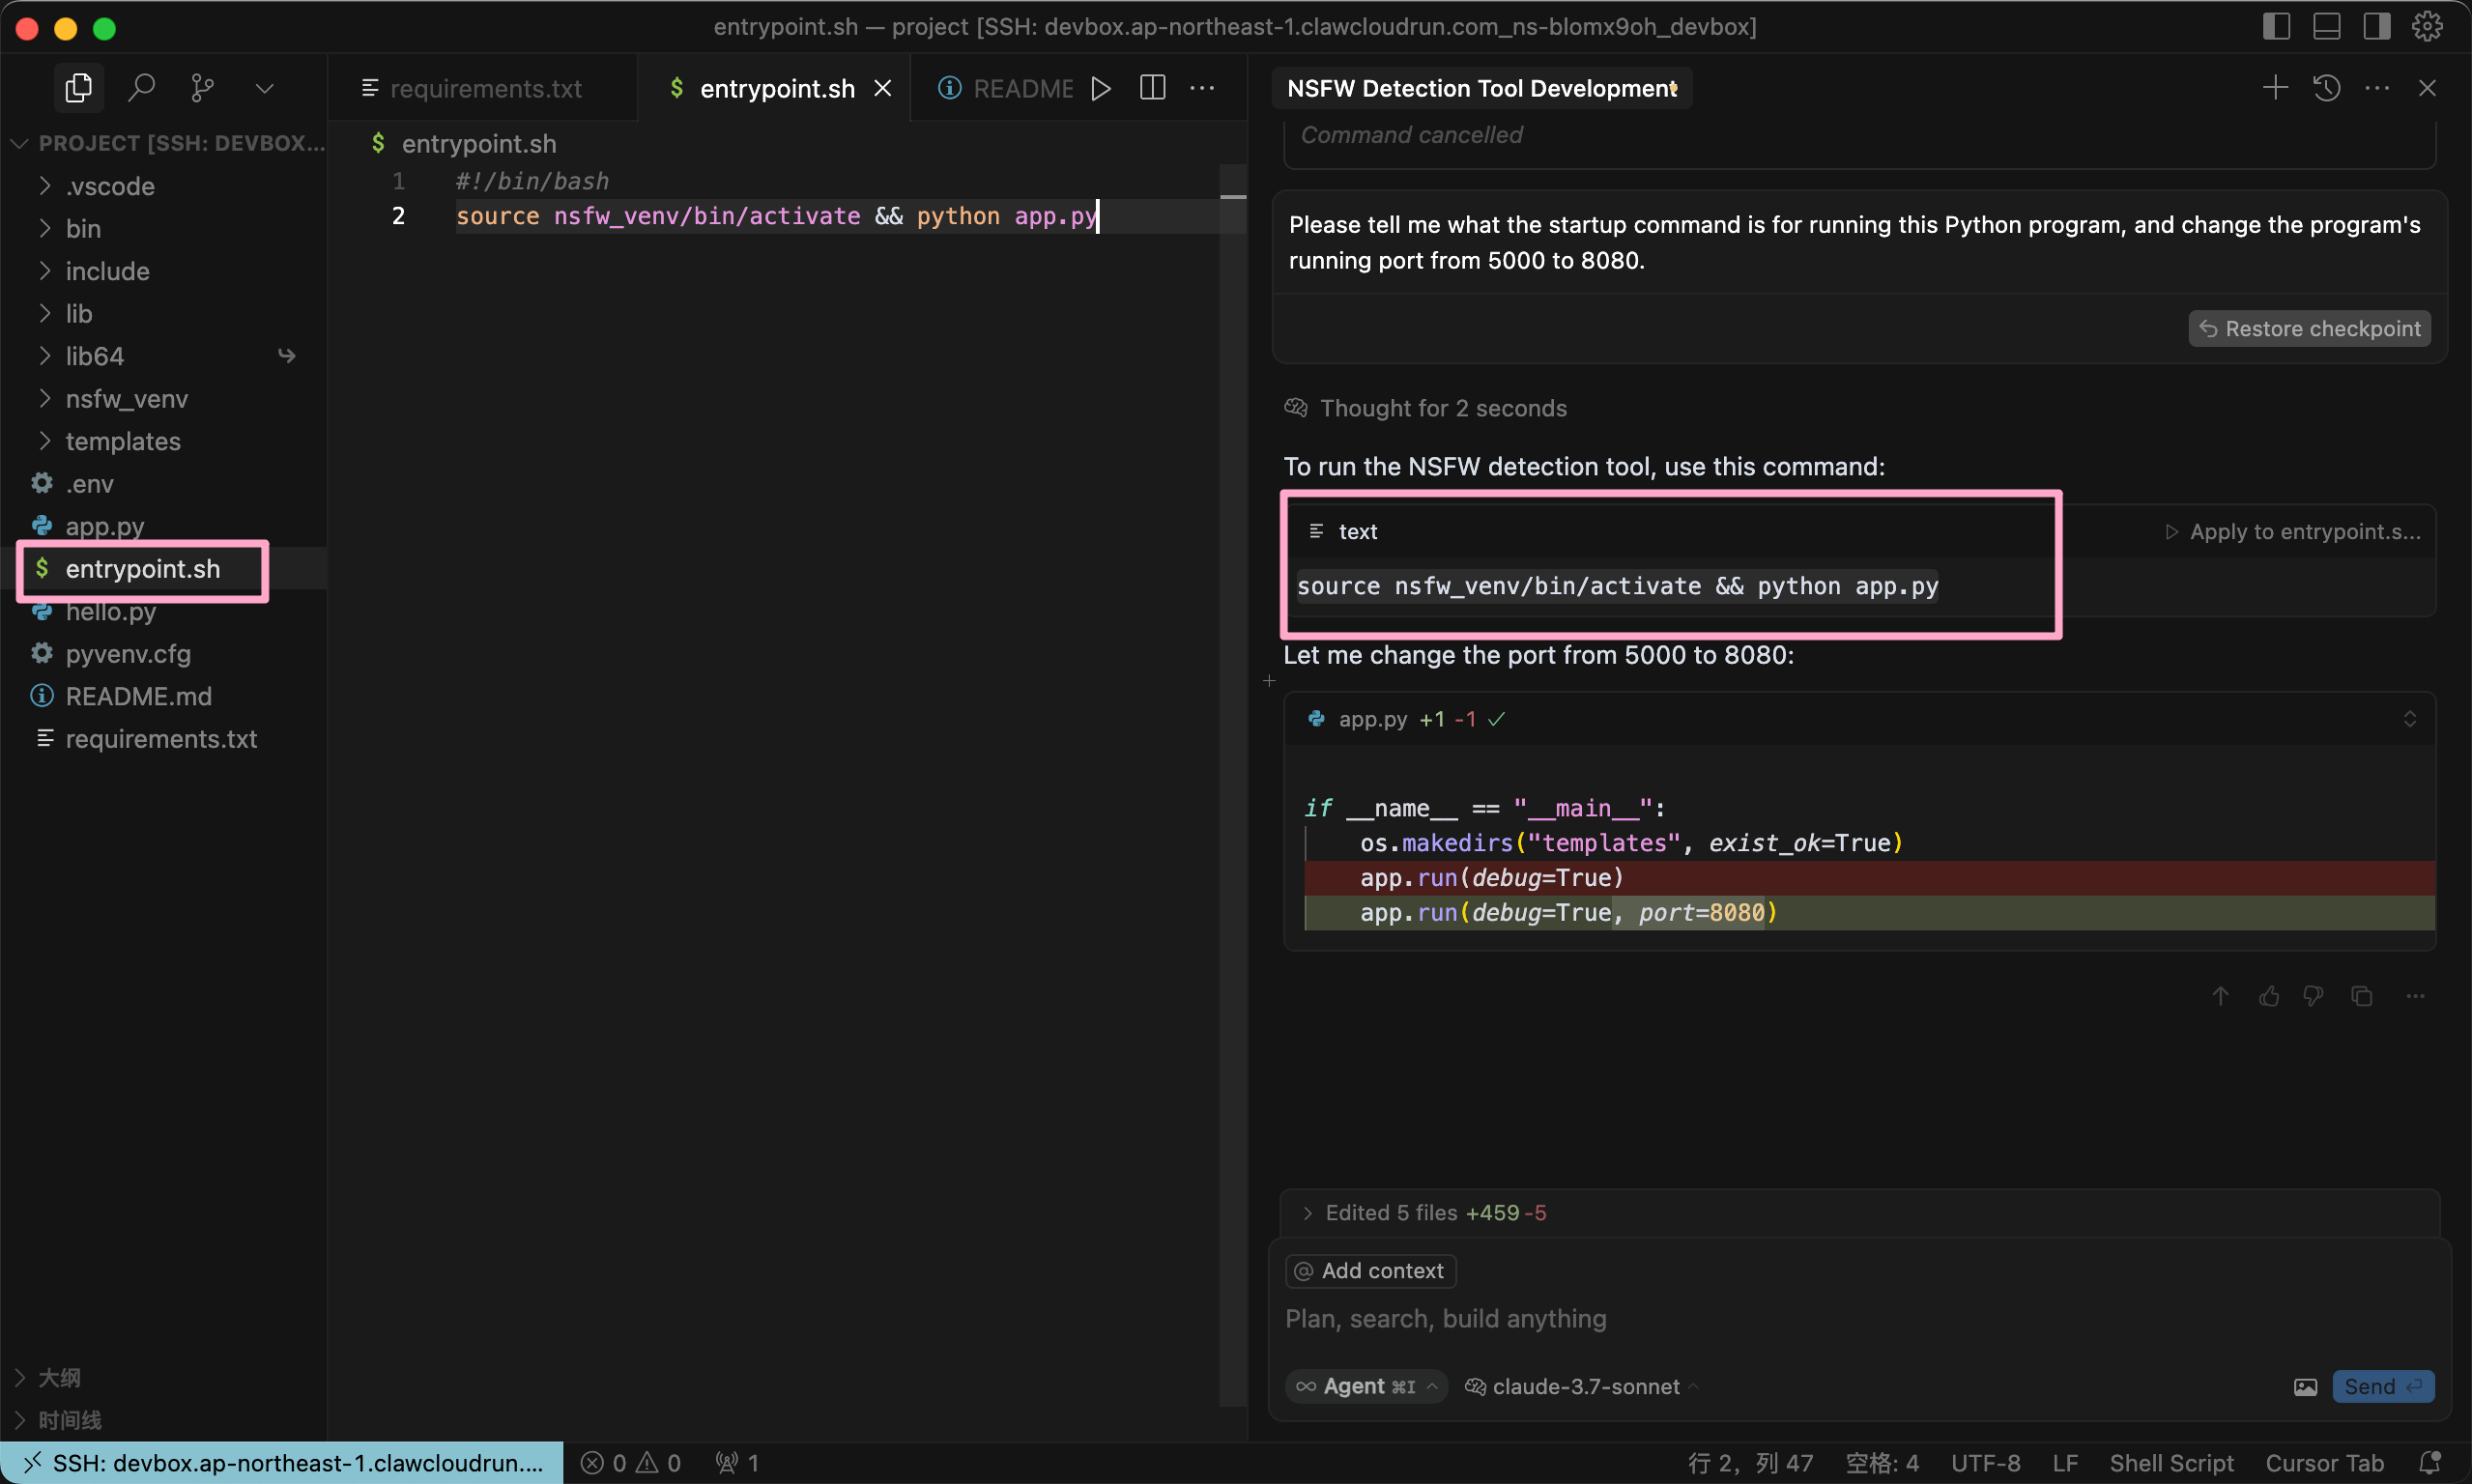 entrypoint.sh — project [SSH: devbox.ap-northeast-1.clawcloudrun.com_ns-blomx9oh_devbox]
PROJECT [SSH: DEVBOX...
.vscode
bin
include
lib
lib64
nsfw_venv
templates
.env
app.py
$ entrypoint.sh
hello.py
pyvenv.cfg
README.md
requirements.txt
大纲
时间线
requirements.txt
$ entrypoint.sh
README
$ entrypoint.sh
1 #!/bin/bash
2 source nsfw_venv/bin/activate && python app.py
NSFW Detection Tool Development
Command cancelled
Please tell me what the startup command is for running this Python program, and change the program's
running port from 5000 to 8080.
Restore checkpoint
Thought for 2 seconds
To run the NSFW detection tool, use this command:
text
Apply to entrypoint.s...
source nsfw_venv/bin/activate && python app.py
Let me change the port from 5000 to 8080:
app.py +1 -1
if __name__ == "__main__":
os.makedirs("templates", exist_ok=True)
app.run(debug=True)
app.run(debug=True, port=8080)
Edited 5 files +459 -5
@ Add context
Plan, search, build anything
∞ Agent ⌘I
claude-3.7-sonnet
Send
SSH: devbox.ap-northeast-1.clawcloudrun....
0 0 1
行 2，列 47 空格: 4 UTF-8 LF Shell Script Cursor Tab